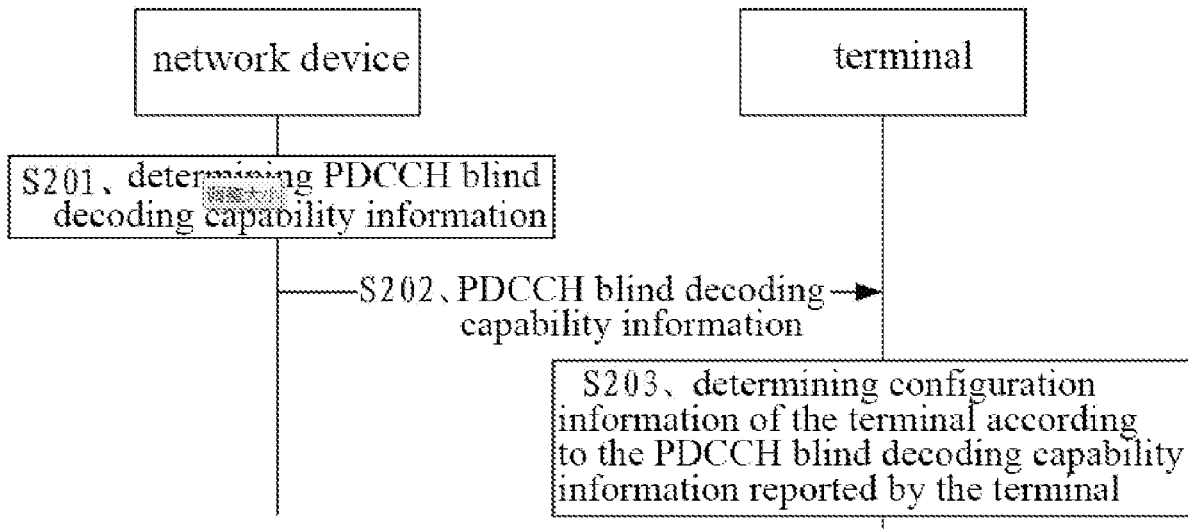 network device
terminal
S201、determining PDCCH blind
decoding capability information
S202、PDCCH blind decoding
capability information
S203、determining configuration
information of the terminal according
to the PDCCH blind decoding capability
information reported by the terminal